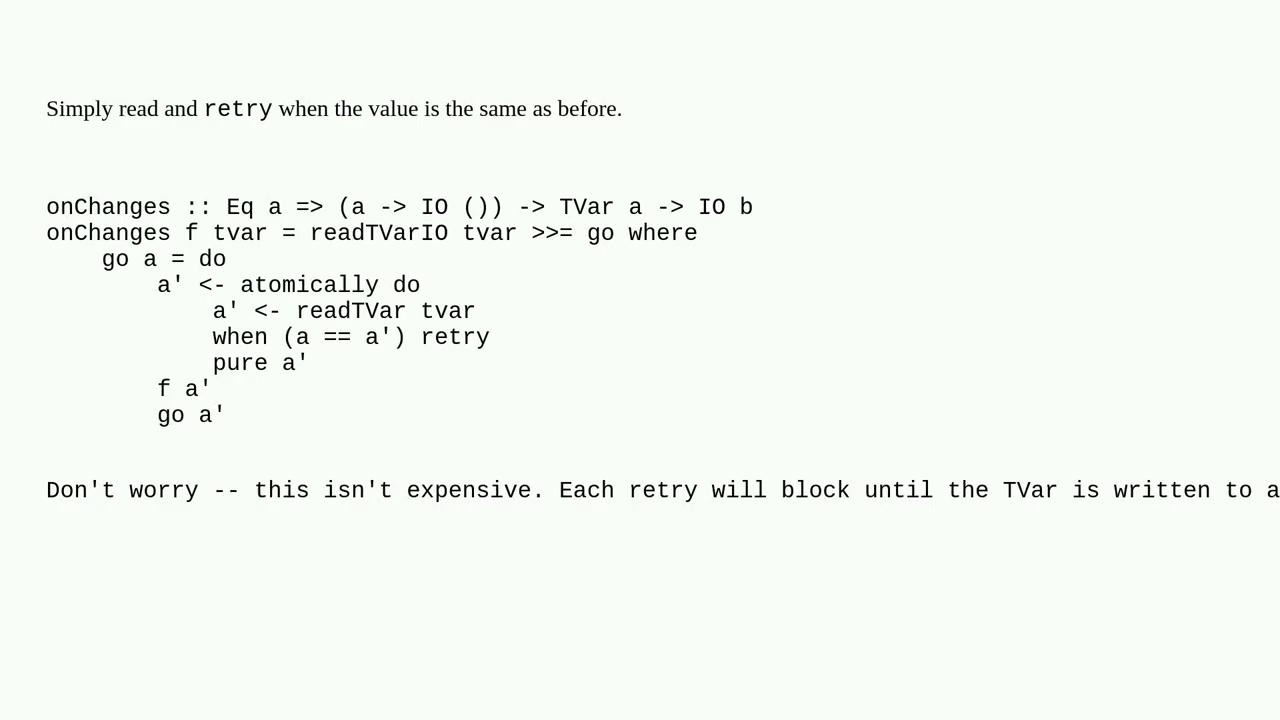 Simply read and retry when the value is the same as before.
onChanges :: Eq a => (a -> IO ()) -> TVar a -> IO b
onChanges f tvar = readTVarIO tvar >>= go where
    go a = do
        a' <- atomically do
            a' <- readTVar tvar
            when (a == a') retry
            pure a'
        f a'
        go a'
Don't worry -- this isn't expensive. Each retry will block until the TVar is written to